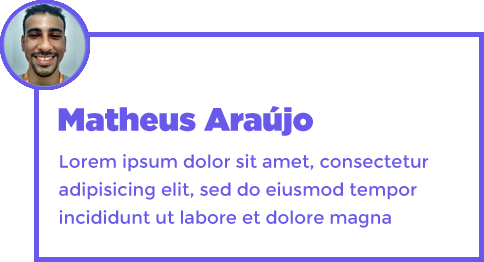 Matheus Araújo
Lorem ipsum dolor sit amet, consectetur
adipisicing elit, sed do eiusmod tempor
incididunt ut labore et dolore magna